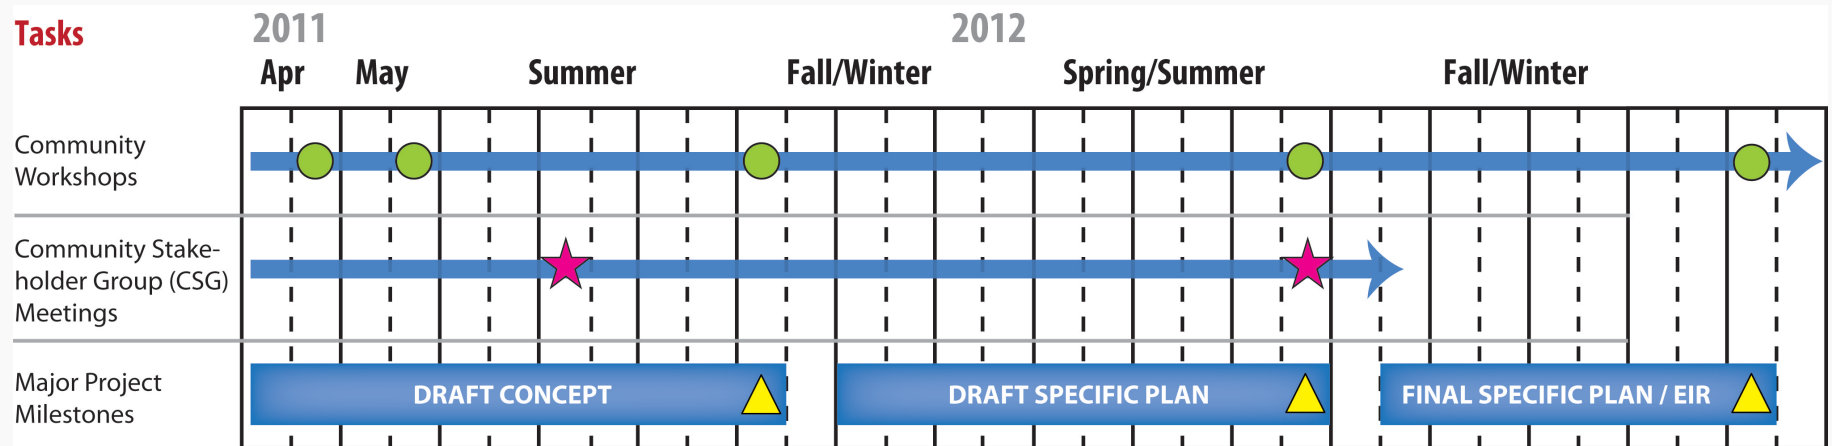 Tasks
2011
2012
Apr
May
Summer
Fall/Winter
Spring/Summer
Fall/Winter
Community
Workshops
Community Stake-
holder Group (CSG)
Meetings
Major Project
Milestones
DRAFT CONCEPT
DRAFT SPECIFIC PLAN
FINAL SPECIFIC PLAN / EIR